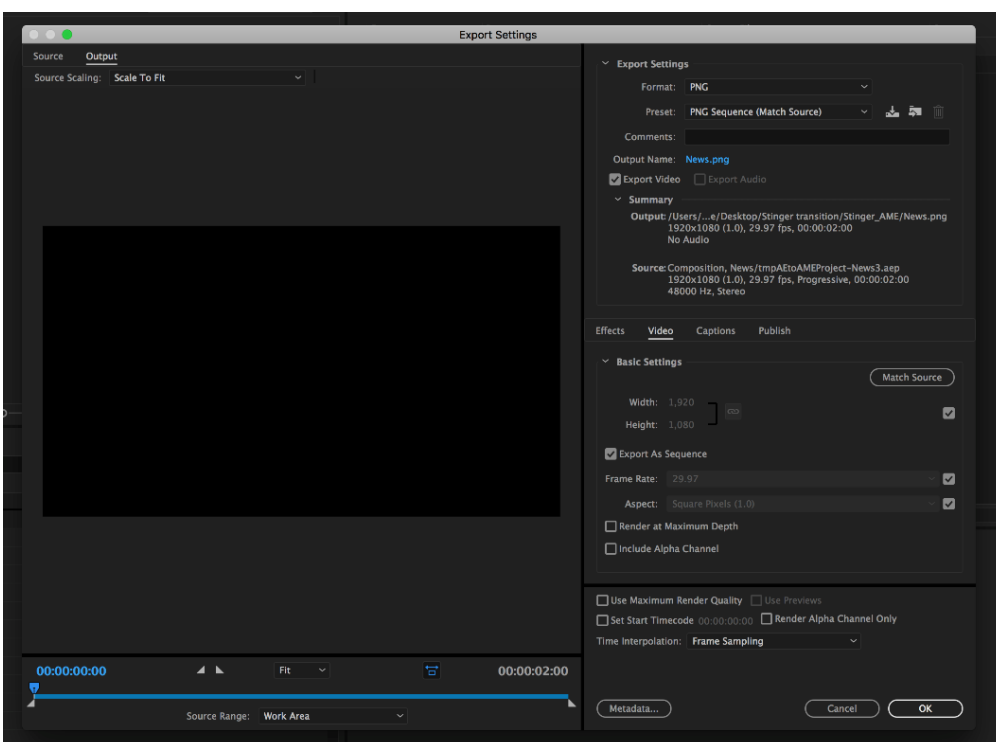 Export Settings
Source Output
Source Scaling: Scale To Fit
Export Settings
Format: PNG
Preset: PNG Sequence (Match Source)
Comments:
Output Name: News.png
Export Video Export Audio
Summary
Output: /Users/...e/Desktop/Stinger transition/Stinger_AME/News.png
1920x1080 (1.0), 29.97 fps, 00:00:02:00
No Audio
Source: Composition, News/tmpAEtoAMEProject-News3.aep
1920x1080 (1.0), 29.97 fps, Progressive, 00:00:02:00
48000 Hz, Stereo
Effects Video Captions Publish
Basic Settings
Match Source
Width: 1,920
Height: 1,080
Export As Sequence
Frame Rate: 29.97
Aspect: Square Pixels (1.0)
Render at Maximum Depth
Include Alpha Channel
Use Maximum Render Quality Use Previews
Set Start Timecode 00:00:00:00 Render Alpha Channel Only
Time Interpolation: Frame Sampling
00:00:00:00 Fit 00:00:02:00
Source Range: Work Area
Metadata... Cancel OK